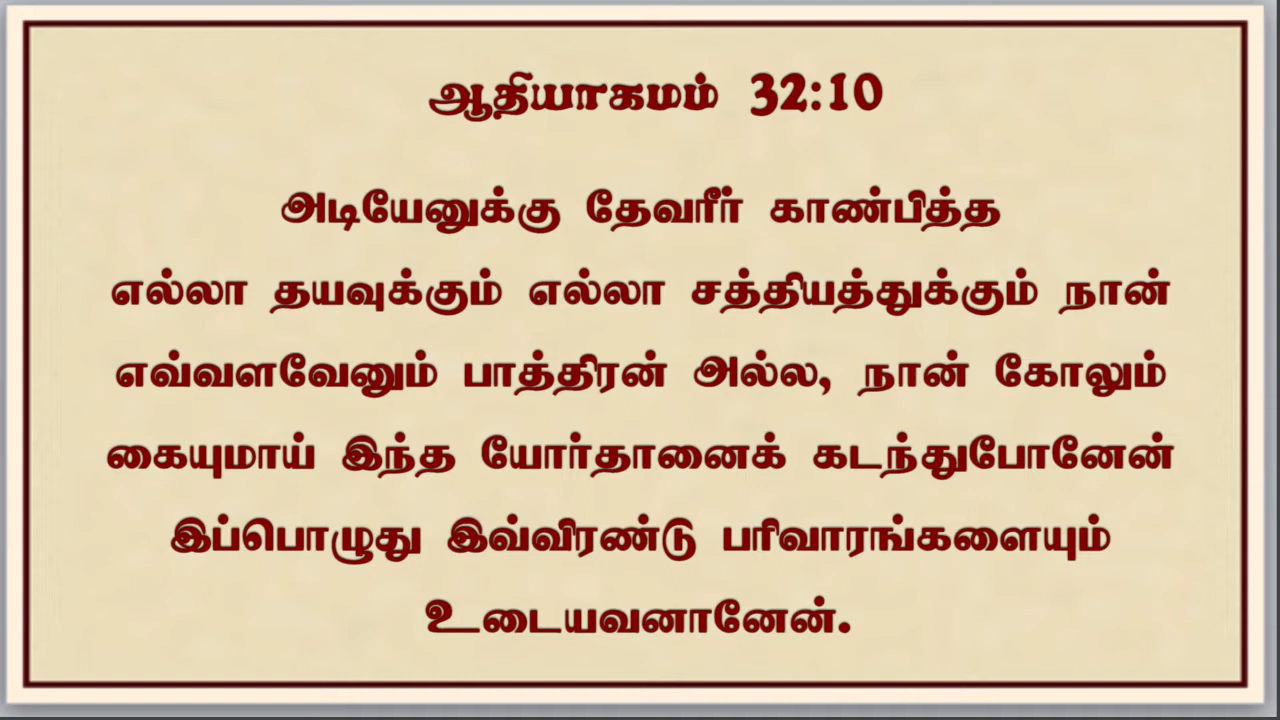 ஆதியாகமம் 32:10
அடியேனுக்கு தேவரீர் காண்பித்த
எல்லா தயவுக்கும் எல்லா சத்தியத்துக்கும் நான்
எவ்வளவேனும் பாத்திரன் அல்ல, நான் கோலும்
கையுமாய் இந்த யோர்தானைக் கடந்துபோனேன்
இப்பொழுது இவ்விரண்டு பரிவாரங்களையும்
உடையவனானேன்.